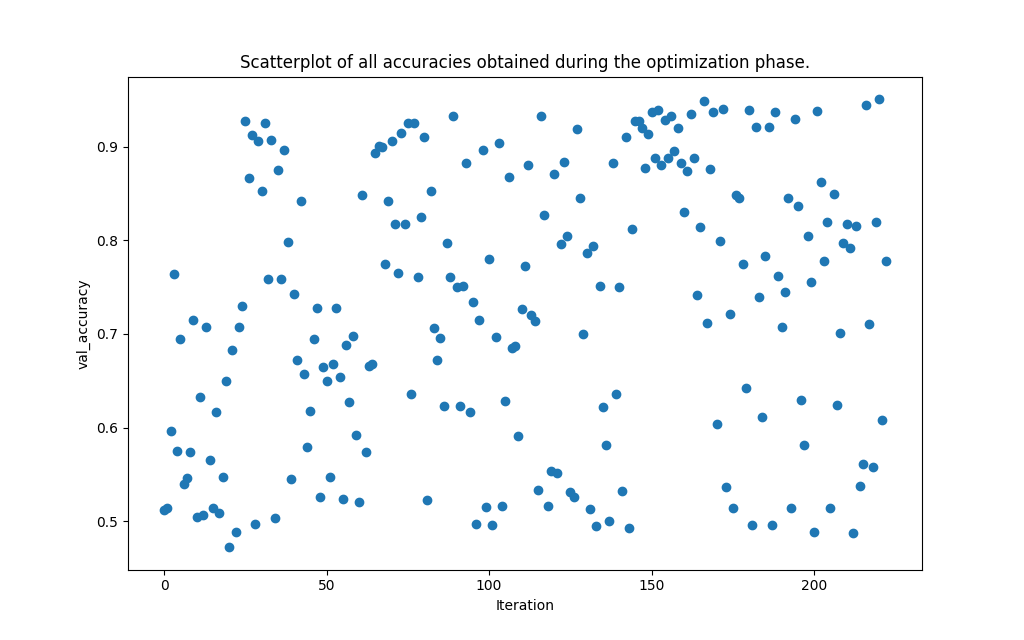 Scatterplot of all accuracies obtained during the optimization phase.
0.9
0.8
0.7
0.6
0.5
val_accuracy
0 50 100 150 200
Iteration